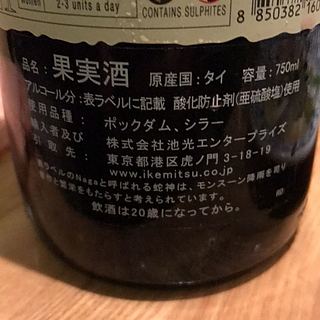 women
2-3 units a day
CONTAINS SULPHITES
8 850382 160
品名：果実酒 原産国：タイ 容量：750ml
アルコール分：表ラベルに記載 酸化防止剤(亜硫酸塩)使用
使用品種： ポックダム、シラー
輸入者及び 株式会社池光エンタープライズ
引取先： 東京都港区虎ノ門3-18-19
www.ikemitsu.co.jp
表ラベルのNagaと呼ばれる蛇神は、モンスーン降雨を司り
と繁栄をもたらすと考えられています。
飲酒は20歳になってから。